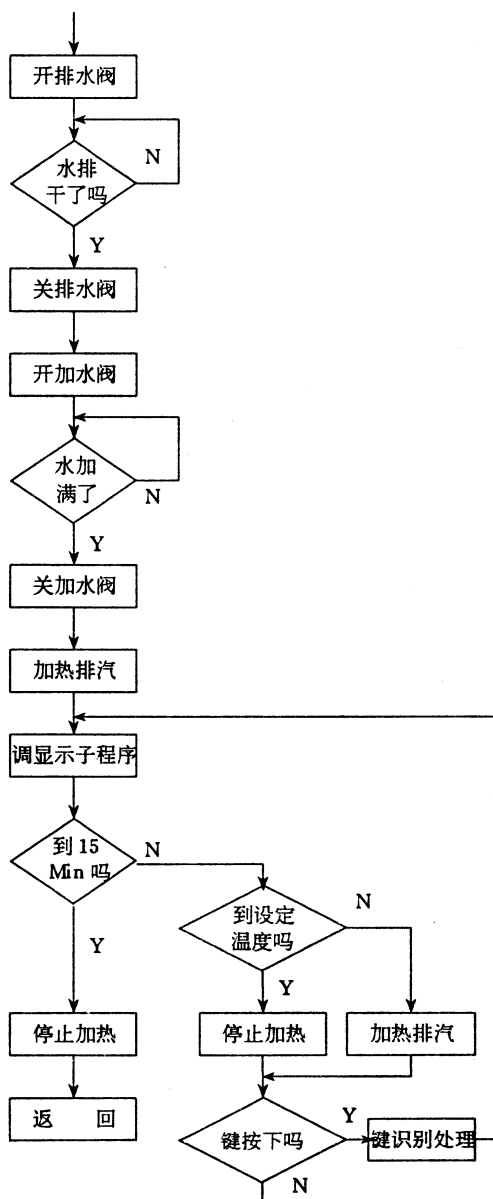 开排水阀
N
水排
干了吗
Y
关排水阀
开加水阀
水加
满了
N
Y
关加水阀
加热排汽
调显示子程序
到 15
Min 吗
N
到设定
温度吗
N
Y
Y
停止加热
停止加热
加热排汽
返 回
键按下吗
Y
键识别处理
N